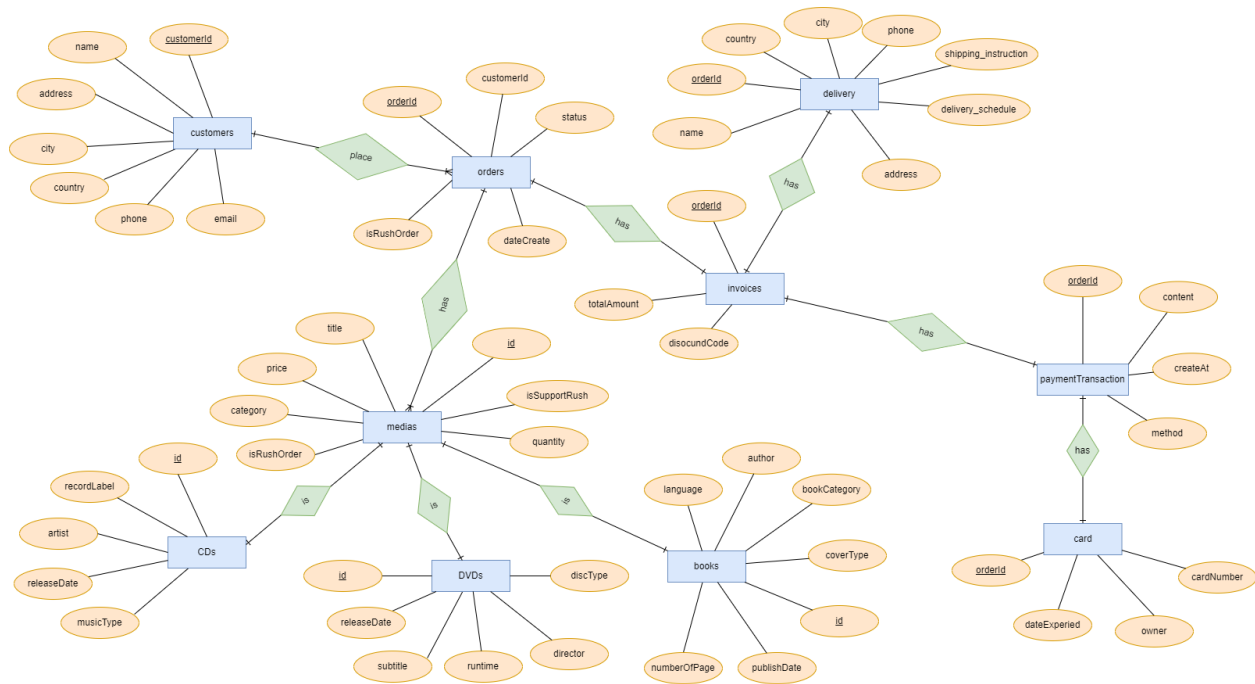 city
country
phone
customerId
name
shipping_instruction
orderId
customerId
address
delivery
orderId
status
delivery_schedule
customers
name
place
city
orders
address
has
country
orderId
phone
email
isRushOrder
has
dateCreate
orderId
content
invoices
totalAmount
has
title
id
has
disocundCode
price
createAt
paymentTransaction
isSupportRush
category
medias
method
quantity
isRushOrder
author
has
id
language
bookCategory
recordLabel
is
is
is
artist
card
CDs
coverType
books
orderId
cardNumber
releaseDate
id
DVDs
discType
releaseDate
id
dateExperied
owner
musicType
subtitle
runtime
director
numberOfPage
publishDate